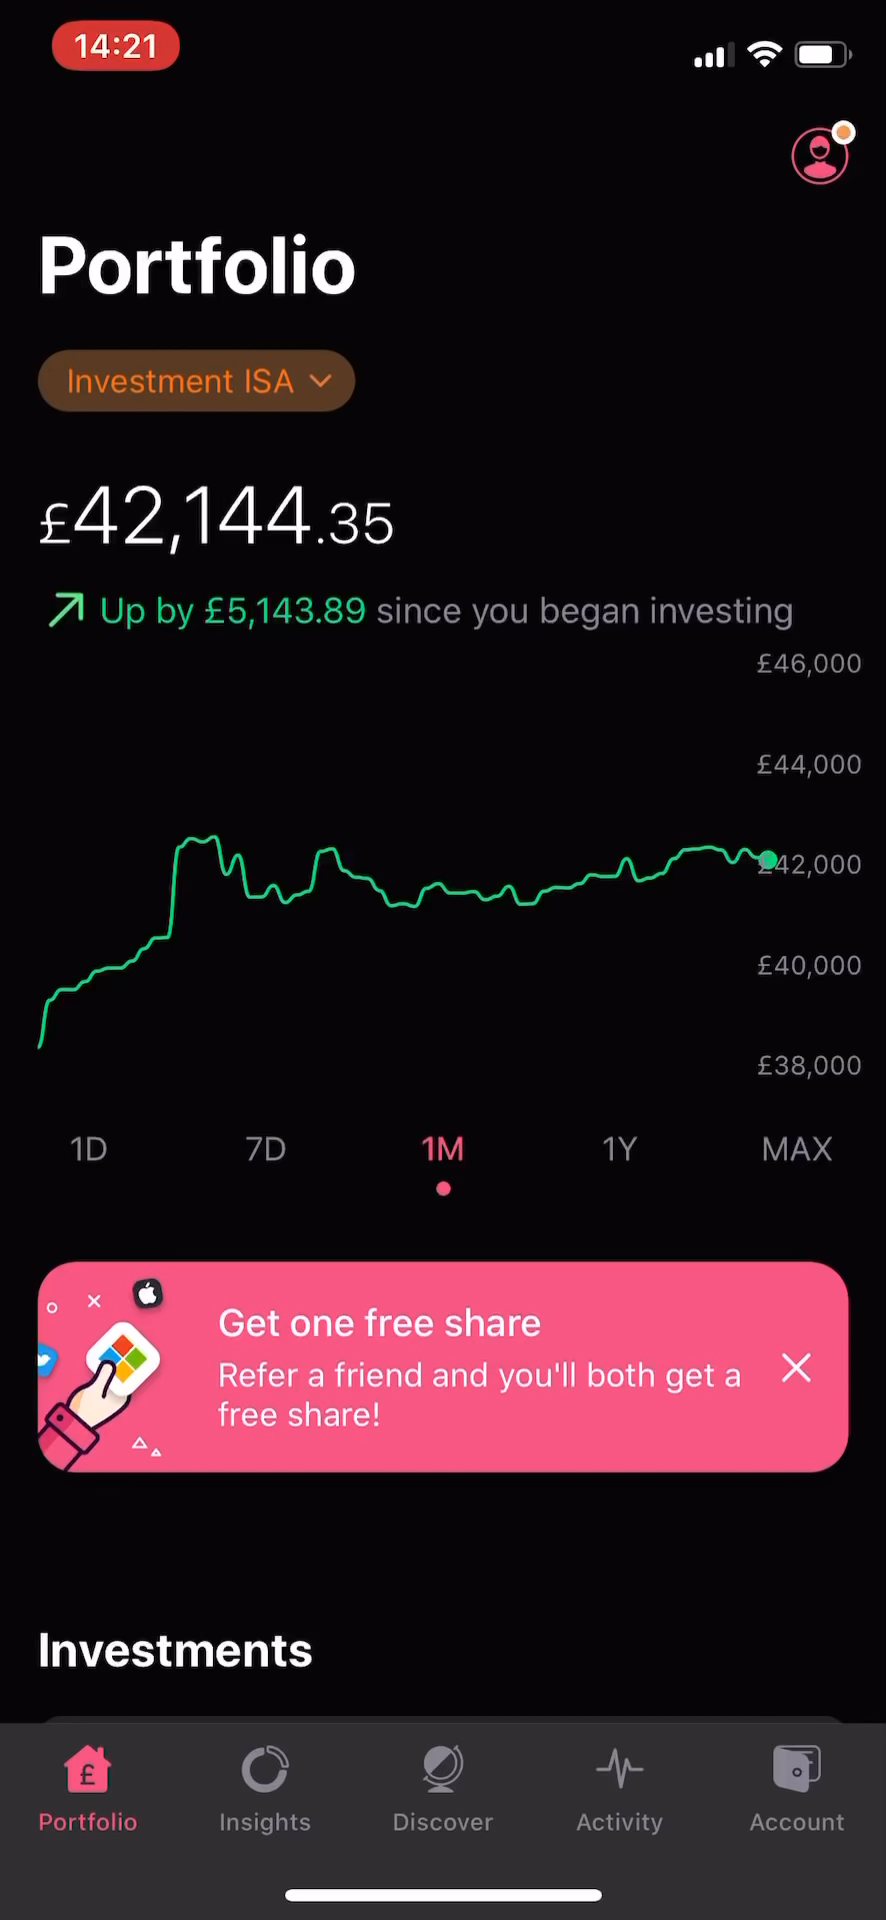 14:21
Portfolio
Investment ISA
£42,144.35
Up by £5,143.89 since you began investing
£46,000
£44,000
£42,000
£40,000
£38,000
1D 7D 1M 1Y MAX
Get one free share
Refer a friend and you'll both get a
free share!
Investments
£
Portfolio Insights Discover Activity Account